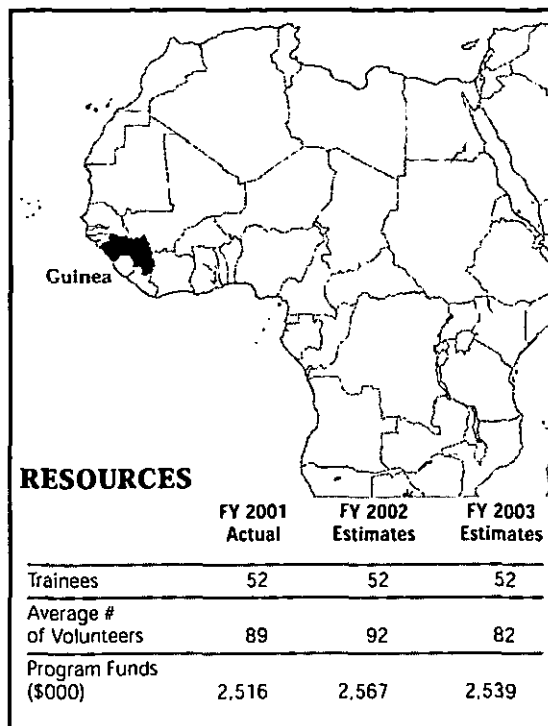 Guinea
RESOURCES
FY 2001 FY 2002 FY 2003
Actual Estimates Estimates
Trainees 52 52 52
Average #
of Volunteers 89 92 82
Program Funds
($000) 2,516 2,567 2,539